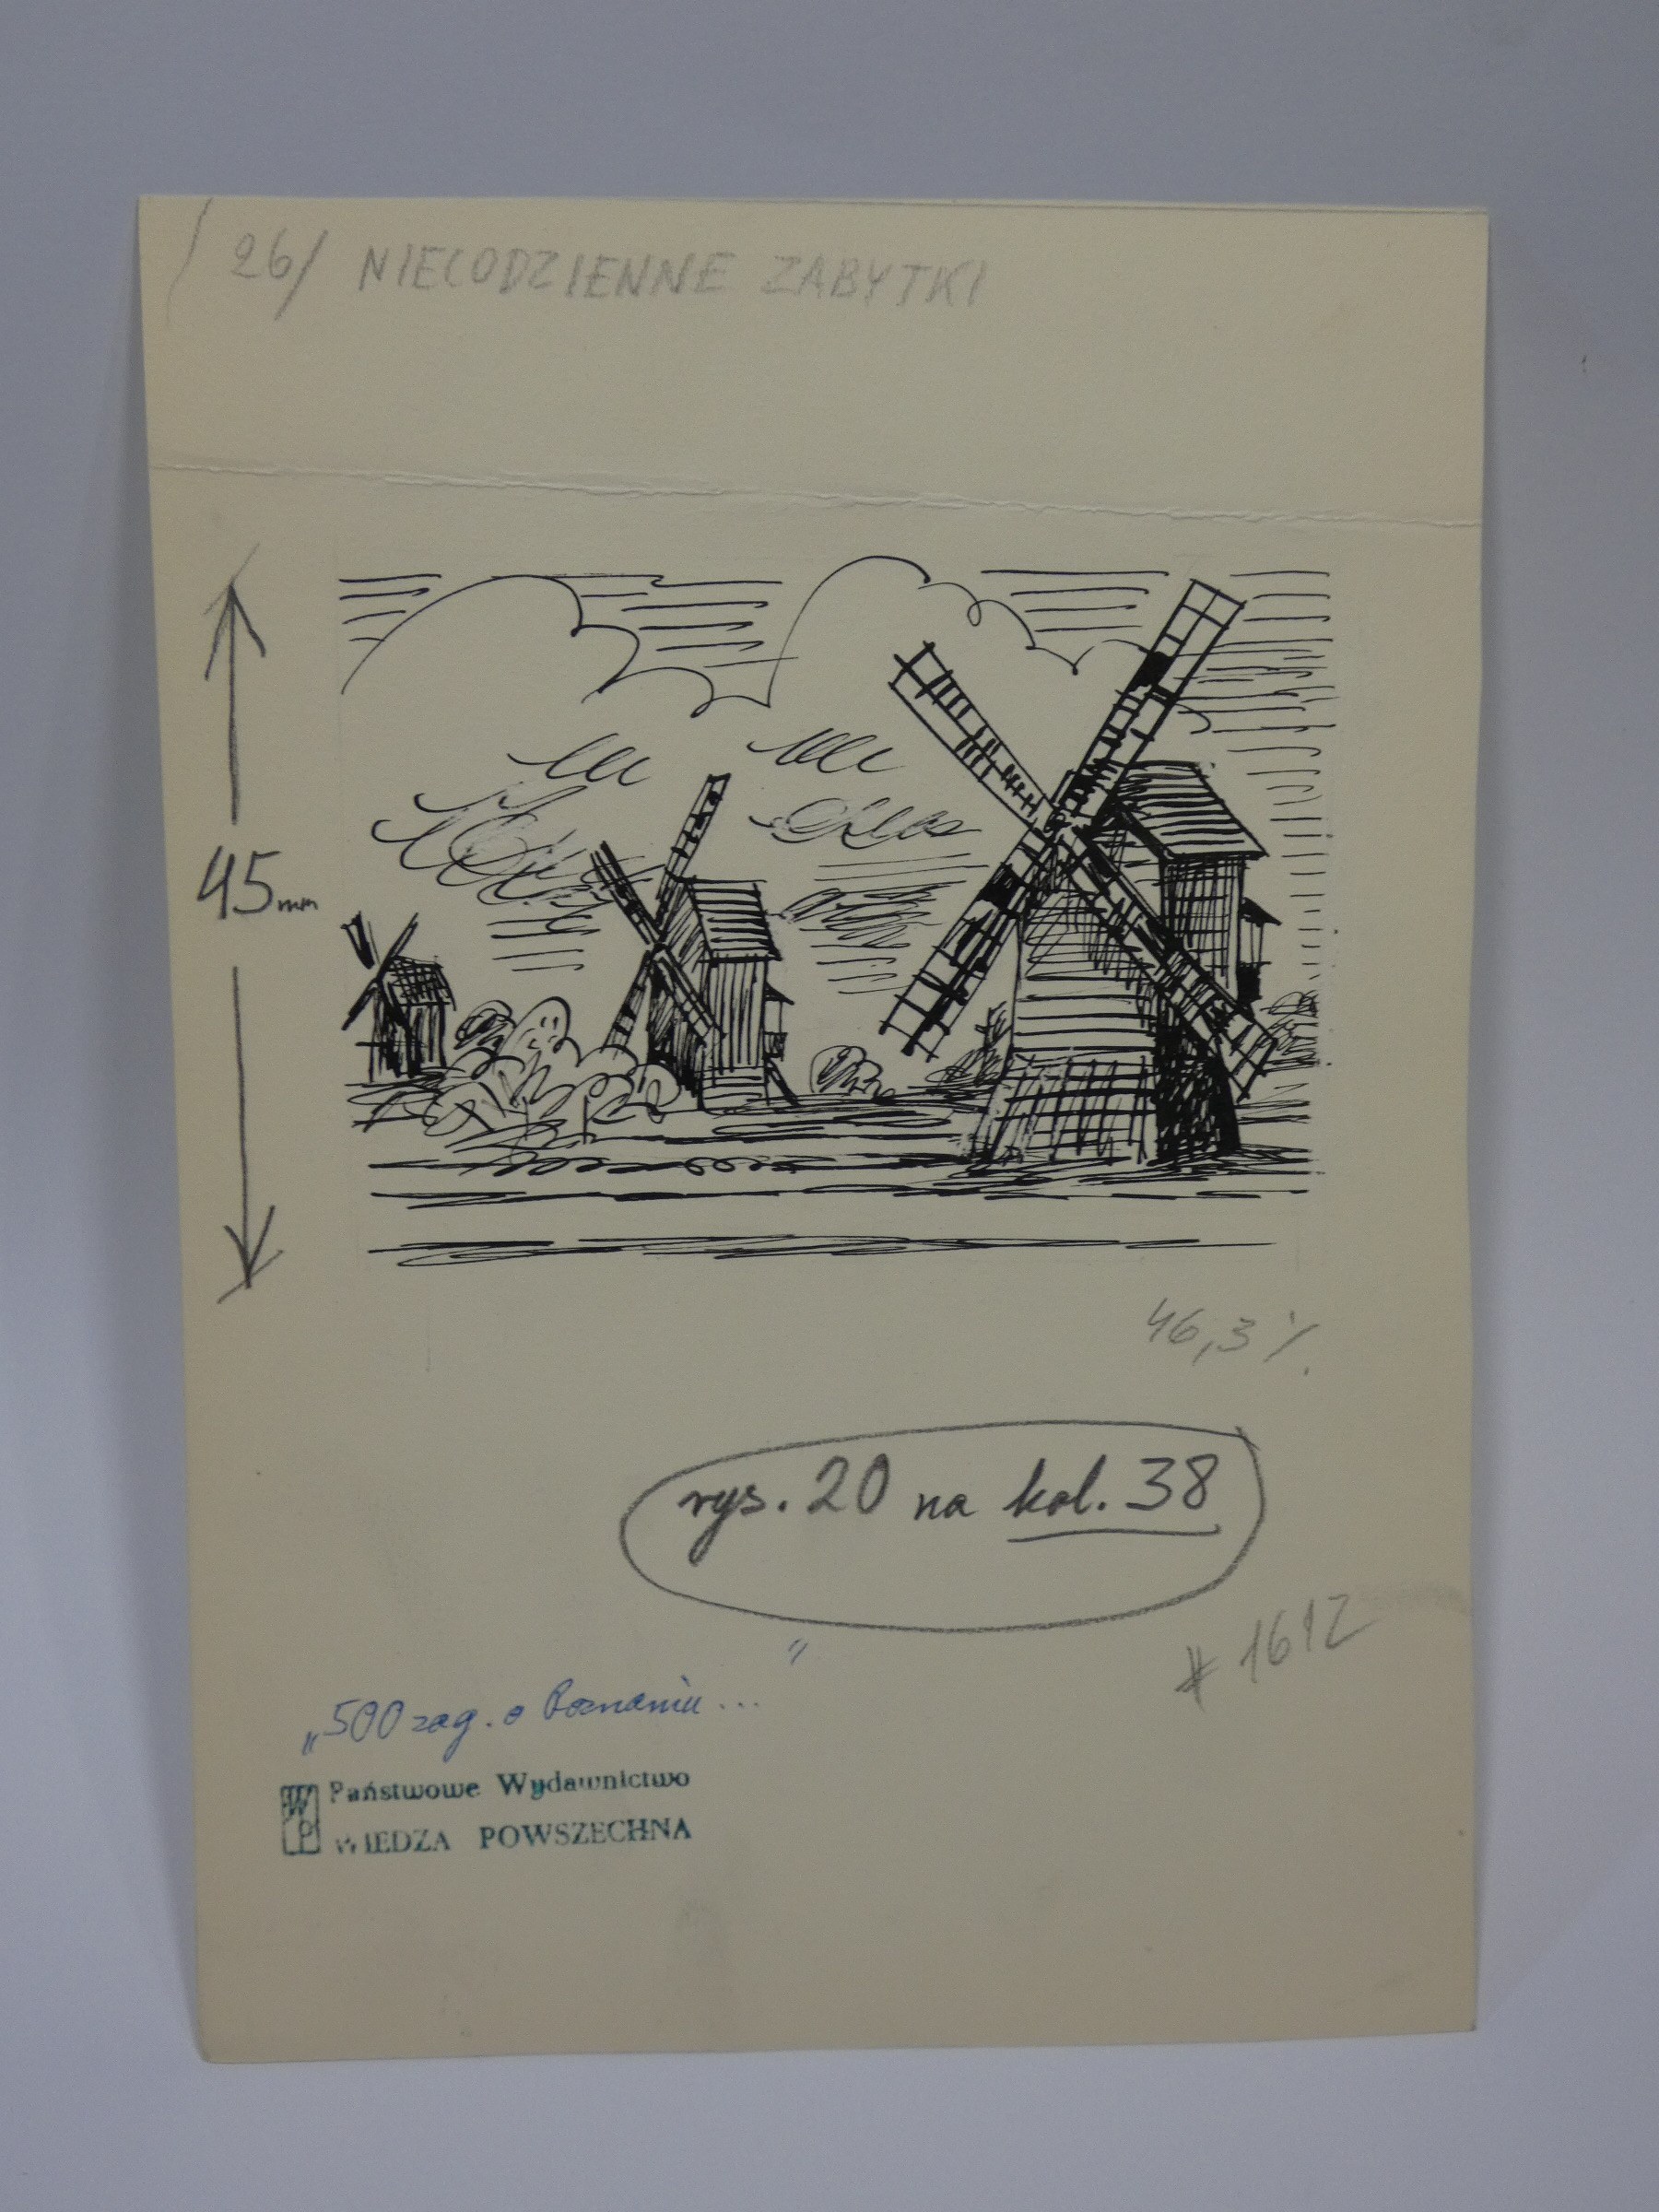 26/ NIECODZIENNE ZABYTKI
45mm
46,3%
rys. 20 na kol. 38
# 1612
„500 zag. o Poznaniu..."
WP Państwowe Wydawnictwo
WIEDZA POWSZECHNA